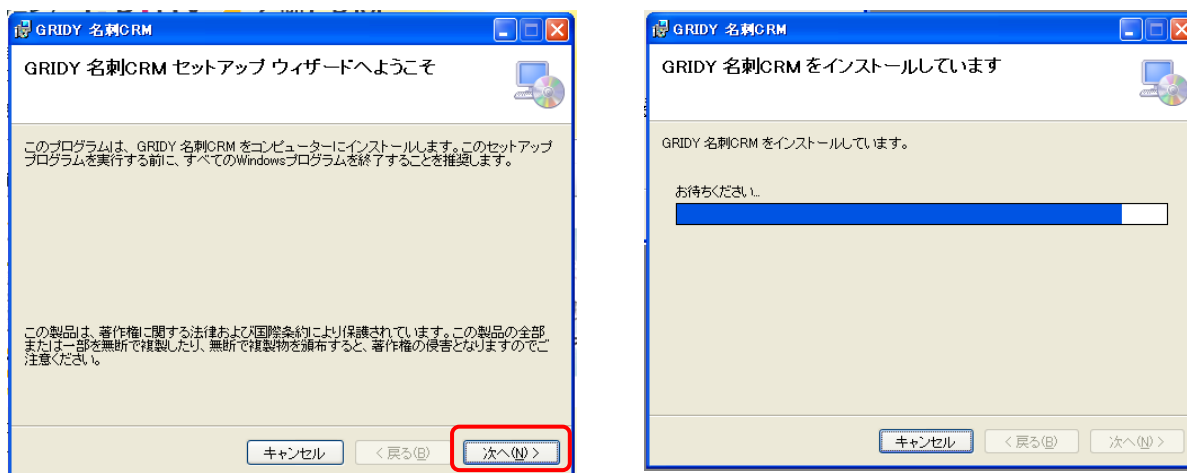 GRIDY 名刺CRM
GRIDY 名刺CRM セットアップ ウィザードへようこそ
このプログラムは、GRIDY 名刺CRM をコンピューターにインストールします。このセットアップ
プログラムを実行する前に、すべてのWindowsプログラムを終了することを推奨します。
この製品は、著作権に関する法律および国際条約により保護されています。この製品の全部
または一部を無断で複製したり、無断で複製物を頒布すると、著作権の侵害となりますのでご
注意ください。
キャンセル
< 戻る(B)
次へ(N) >
GRIDY 名刺CRM
GRIDY 名刺CRM をインストールしています
GRIDY 名刺CRM をインストールしています。
お待ちください...
キャンセル
< 戻る(B)
次へ(N) >